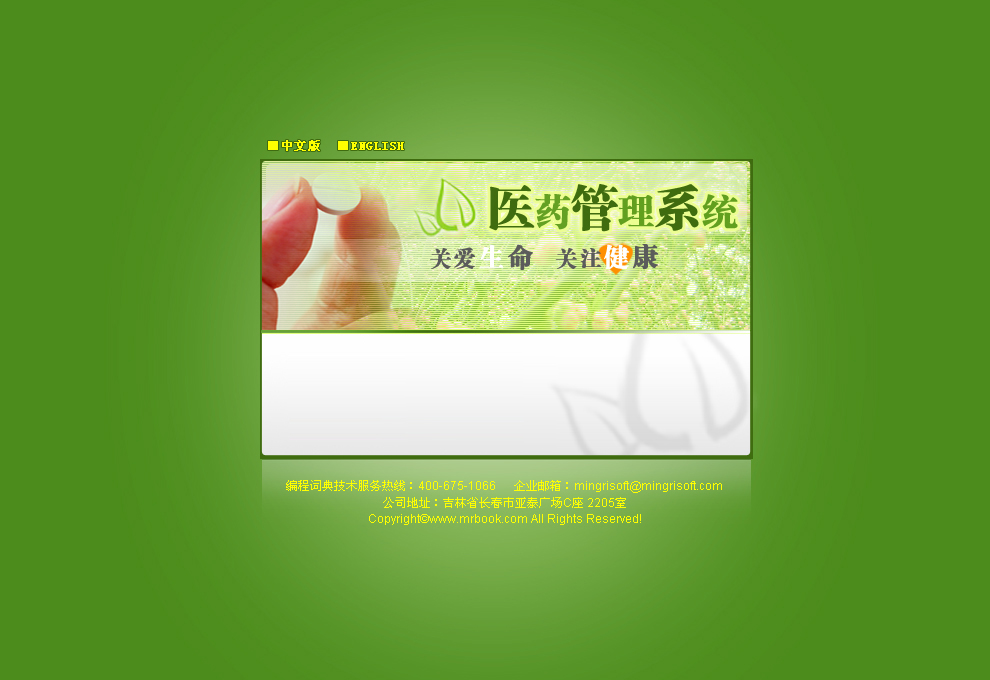 ■中文版 ■ENGLISH
医药管理系统
关爱生命 关注健康
编程词典技术服务热线：400-675-1066 企业邮箱：mingrisoft@mingrisoft.com
公司地址：吉林省长春市亚泰广场C座 2205室
Copyright©www.mrbook.com All Rights Reserved!